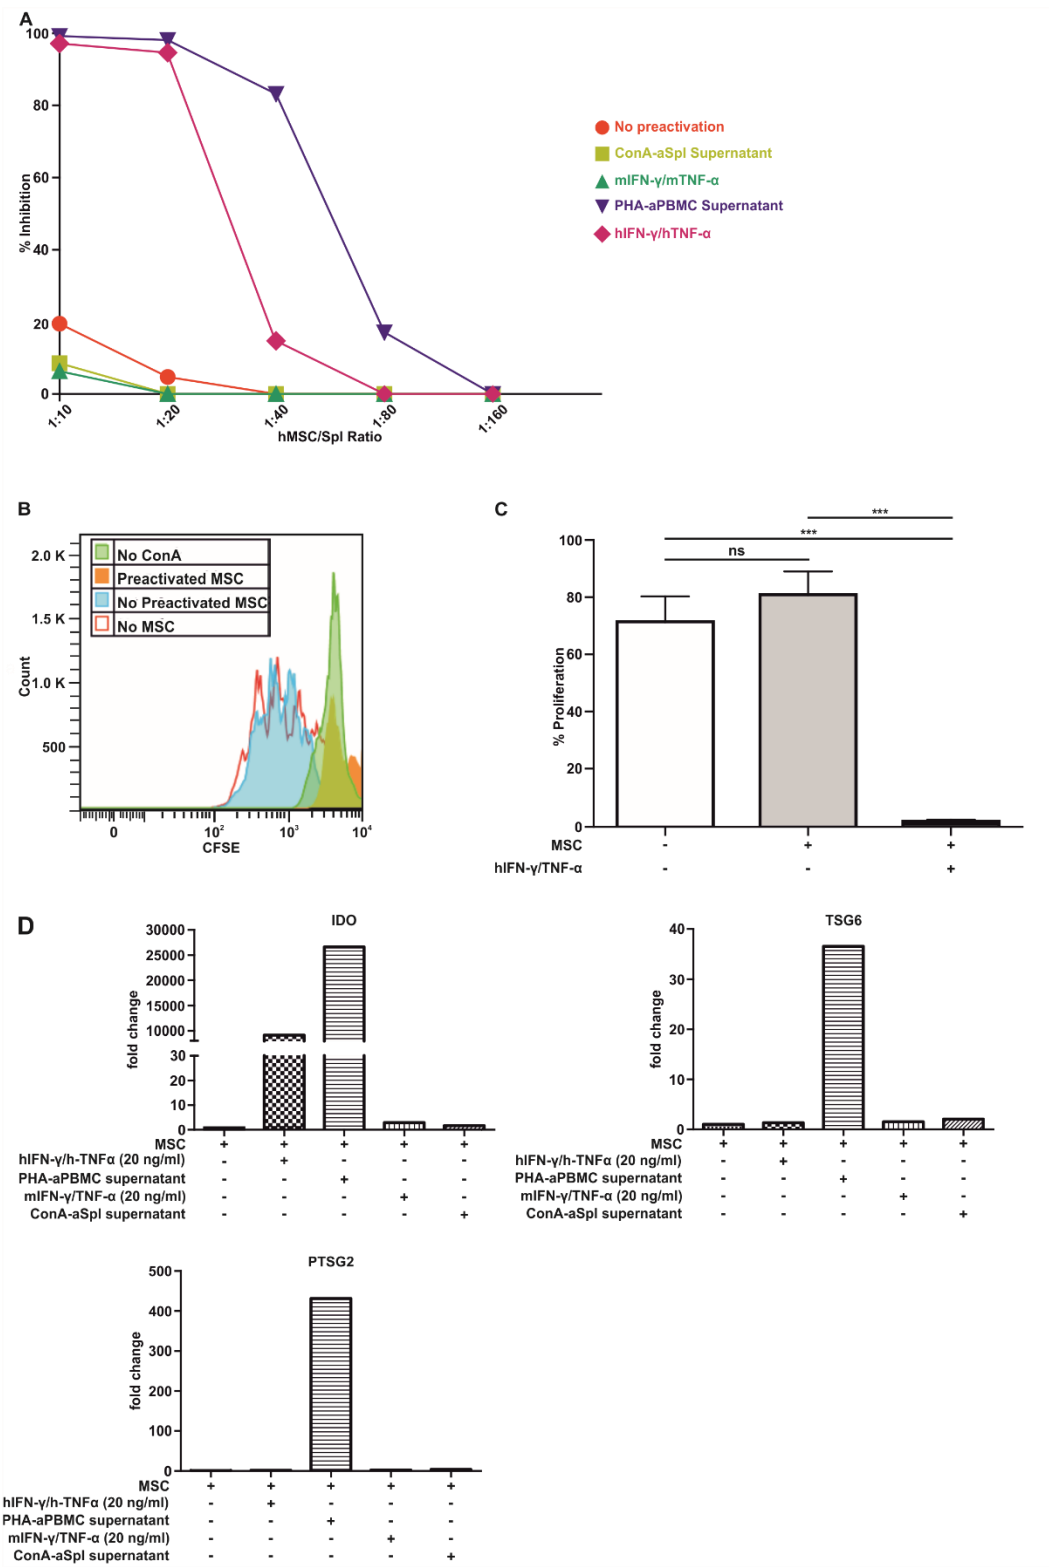 A
100
80
60
40
20
0
% Inhibition
1:10
1:20
1:40
1:80
1:160
hMSC/Spl Ratio
No preactivation
ConA-aSpl Supernatant
mIFN-γ/mTNF-α
PHA-aPBMC Supernatant
hIFN-γ/hTNF-α
B
2.0 K
1.5 K
1.0 K
500
Count
No ConA
Preactivated MSC
No Preactivated MSC
No MSC
0
10²
10³
10⁴
CFSE
C
***
***
ns
100
80
60
40
20
0
% Proliferation
MSC - + +
hIFN-γ/TNF-α - - +
D
IDO
30000
25000
20000
15000
10000
30
20
10
0
fold change
MSC + + + + +
hIFN-γ/h-TNFα (20 ng/ml) - + - - -
PHA-aPBMC supernatant - - + - -
mIFN-γ/TNF-α (20 ng/ml) - - - + -
ConA-aSpl supernatant - - - - +
TSG6
40
30
20
10
0
fold change
MSC + + + + +
hIFN-γ/h-TNFα (20 ng/ml) - + - - -
PHA-aPBMC supernatant - - + - -
mIFN-γ/TNF-α (20 ng/ml) - - - + -
ConA-aSpl supernatant - - - - +
PTSG2
500
400
300
200
100
0
fold change
MSC + + + + +
hIFN-γ/h-TNFα (20 ng/ml) - + - - -
PHA-aPBMC supernatant - - + - -
mIFN-γ/TNF-α (20 ng/ml) - - - + -
ConA-aSpl supernatant - - - - +